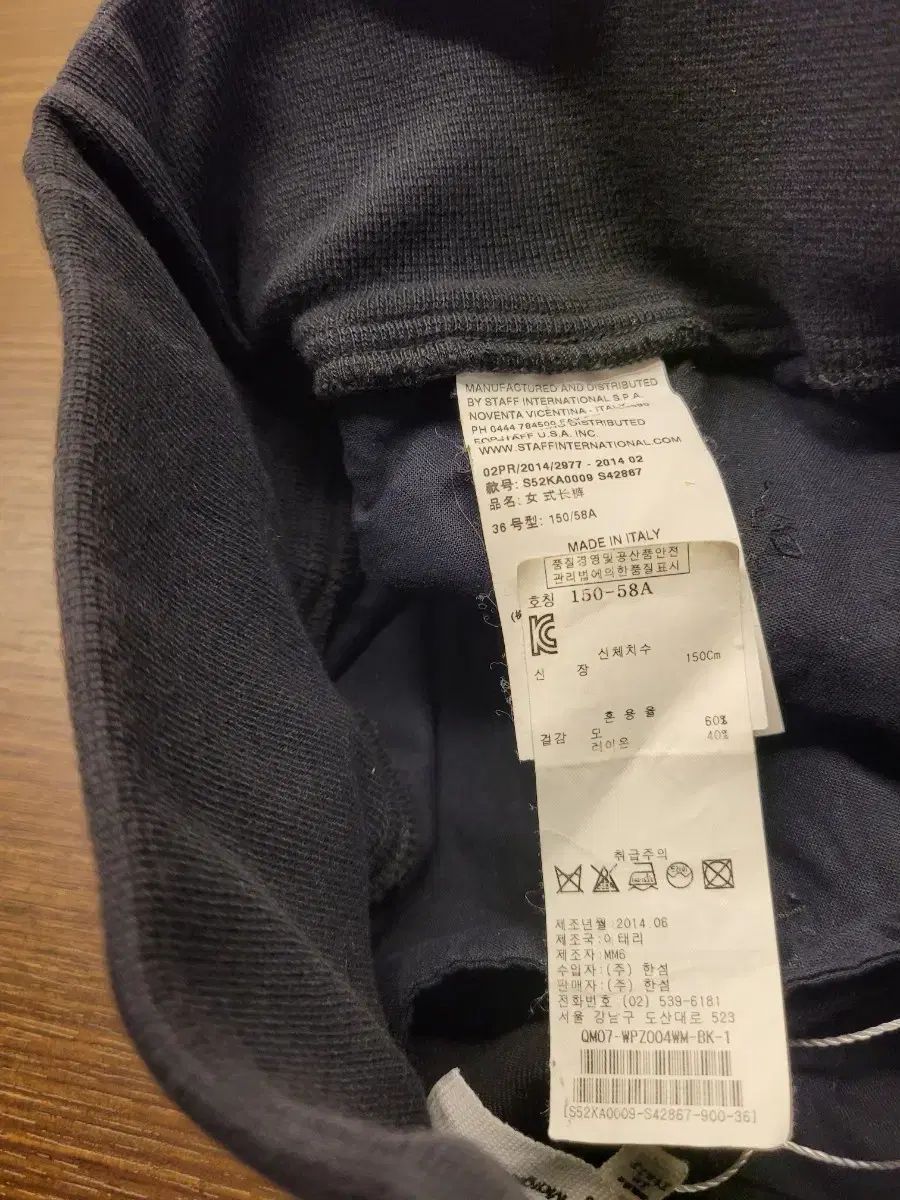 MANUFACTURED AND DISTRIBUTED
BY STAFF INTERNATIONAL S.P.A.
NOVENTA VICENTINA - ITALY
PH 0444 784500
DISTRIBUTED
U.S.A. INC.
WWW.STAFFINTERNATIONAL.COM
02PR/2014/2977 - 2014 02
款号: S52KA0009 S42867
品名: 女式长裤
36 号型: 150/58A
MADE IN ITALY
품질경영및공산품안전
관리법에의한품질표시
호칭 150-58A
신체치수
신 장 150Cm
혼용율
겉감 모 60%
레이온 40%
취급주의
제조년월 2014.06
제조국: 이태리
제조자: MM6
수입자: (주) 한섬
판매자: (주) 한섬
전화번호 (02) 539-6181
서울 강남구 도산대로 523
QM07-WPZ004WM-BK-1
[S52KA0009-S42867-900-36]